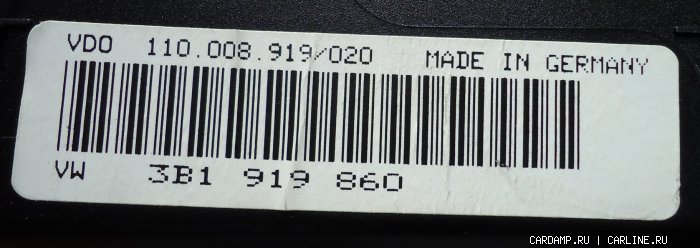 VDO 110.008.919/020 MADE IN GERMANY
VW 3B1 919 860
CARDAMP.RU | CARLINE.RU